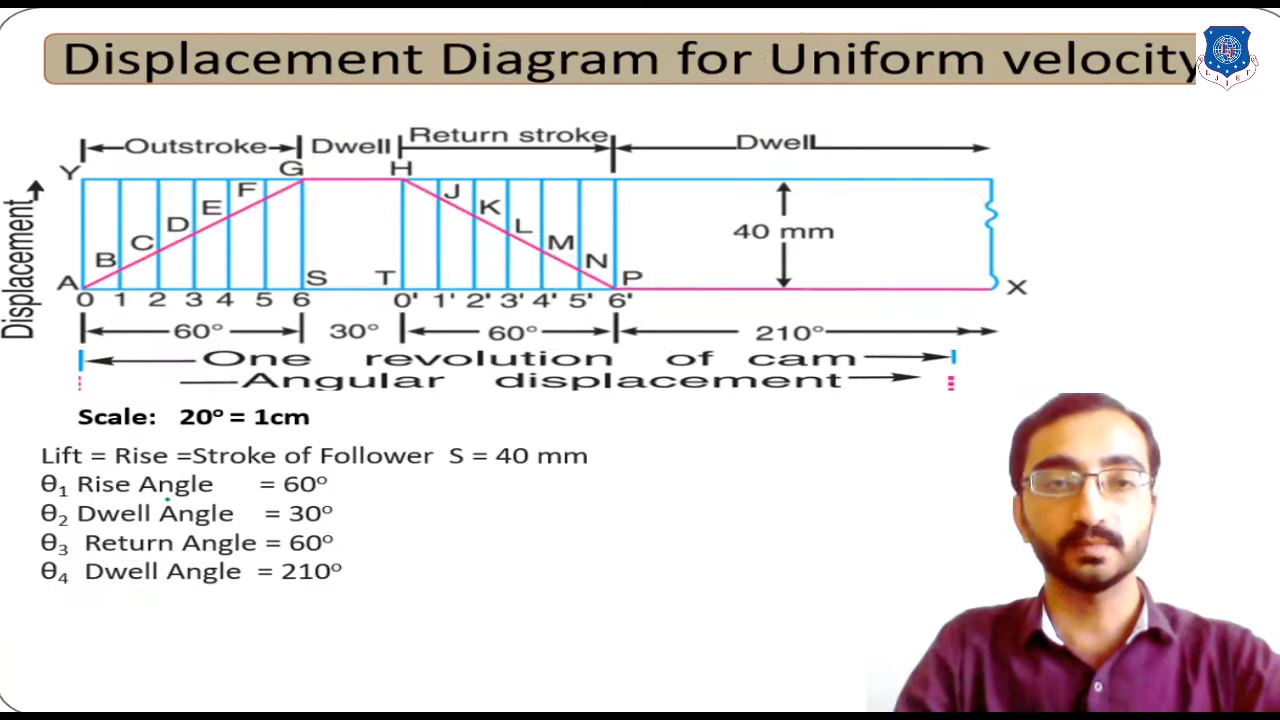 Displacement Diagram for Uniform velocity
L J I E T
Outstroke Dwell Return stroke Dwell
Y G H
F J
E K
Displacement
D L 40 mm
C M
B N
A S T P X
0 1 2 3 4 5 6 0' 1' 2' 3' 4' 5' 6'
60° 30° 60° 210°
One revolution of cam
Angular displacement
Scale: 20° = 1cm
Lift = Rise =Stroke of Follower S = 40 mm
θ₁ Rise Angle = 60°
θ₂ Dwell Angle = 30°
θ₃ Return Angle = 60°
θ₄ Dwell Angle = 210°